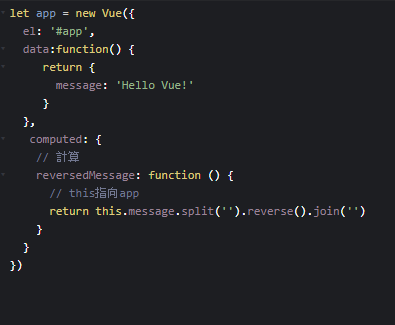 let app = new Vue({
el: '#app',
data:function() {
return {
message: 'Hello Vue!'
}
},
computed: {
// 計算
reversedMessage: function () {
// this指向app
return this.message.split('').reverse().join('')
}
}
})